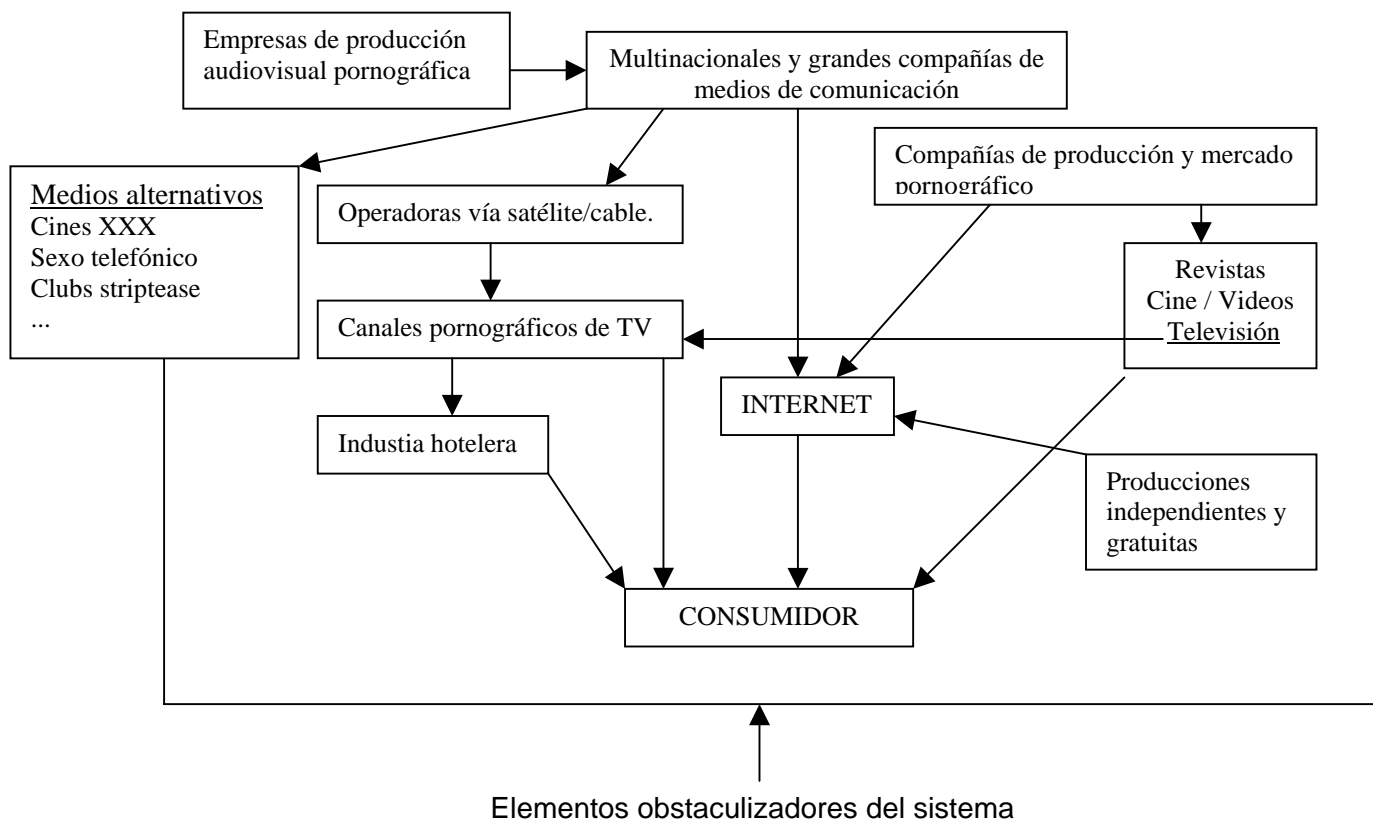 Empresas de producción
audiovisual pornográfica
Multinacionales y grandes compañías de
medios de comunicación
Compañías de producción y mercado
pornográfico
Medios alternativos
Cines XXX
Sexo telefónico
Clubs striptease
...
Operadoras vía satélite/cable.
Revistas
Cine / Videos
Televisión
Canales pornográficos de TV
INTERNET
Industia hotelera
Producciones
independientes y
gratuitas
CONSUMIDOR
Elementos obstaculizadores del sistema